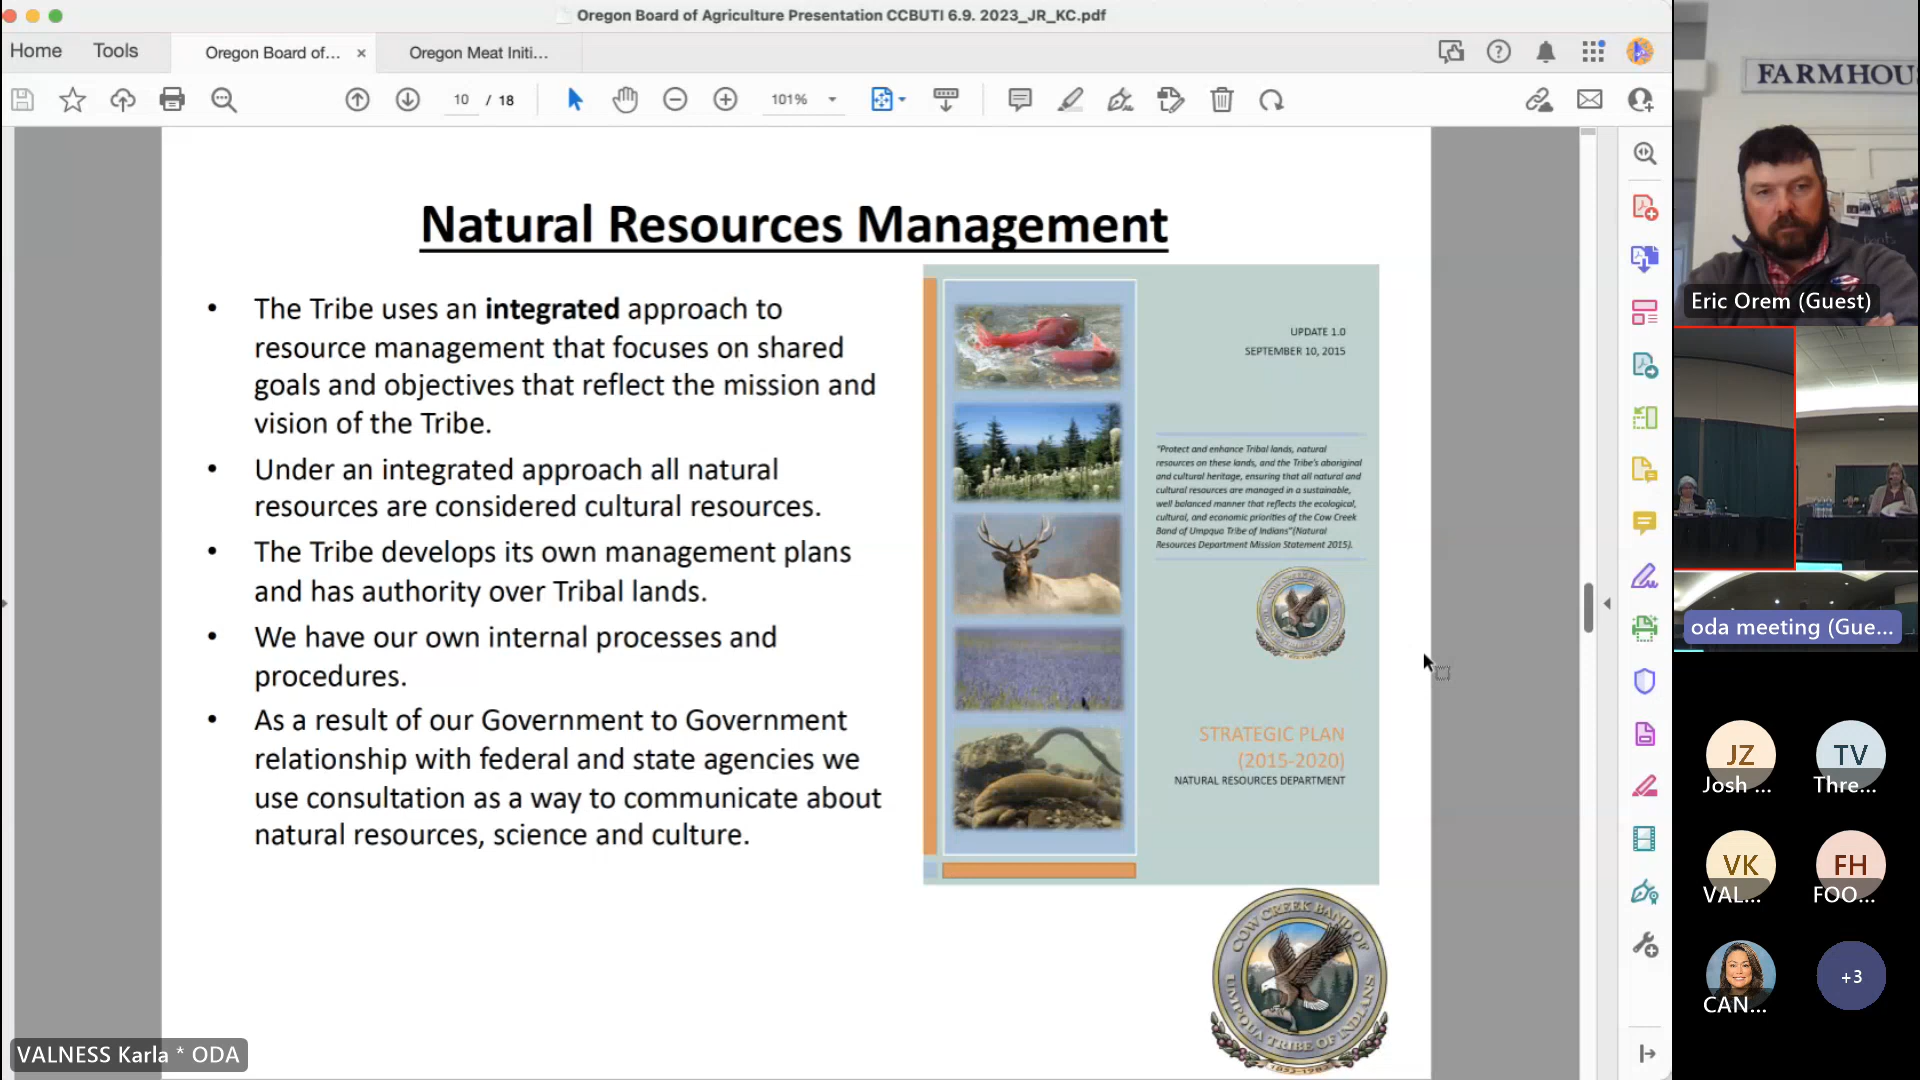 Oregon Board of Agriculture Presentation CCBUTI 6.9. 2023_JR_KC.pdf
Home
Tools
Oregon Board of...
Oregon Meat Initi...
10 / 18
101%
Natural Resources Management
• The Tribe uses an integrated approach to
resource management that focuses on shared
goals and objectives that reflect the mission and
vision of the Tribe.
• Under an integrated approach all natural
resources are considered cultural resources.
• The Tribe develops its own management plans
and has authority over Tribal lands.
• We have our own internal processes and
procedures.
• As a result of our Government to Government
relationship with federal and state agencies we
use consultation as a way to communicate about
natural resources, science and culture.
UPDATE 1.0
SEPTEMBER 10, 2015
"Protect and enhance Tribal lands, natural
resources on these lands, and the Tribe's aboriginal
and cultural heritage, ensuring that all natural and
cultural resources are managed in a sustainable,
well balanced manner that reflects the ecological,
cultural, and economic priorities of the Cow Creek
Band of Umpqua Tribe of Indians"(Natural
Resources Department Mission Statement 2015).
STRATEGIC PLAN
(2015-2020)
NATURAL RESOURCES DEPARTMENT
COW CREEK BAND OF
UMPQUA TRIBE OF INDIANS
VALNESS Karla * ODA
FARMHOU
Eric Orem (Guest)
oda meeting (Gue...
JZ
Josh ...
TV
Thre...
VK
VAL...
FH
FOO...
CAN...
+3